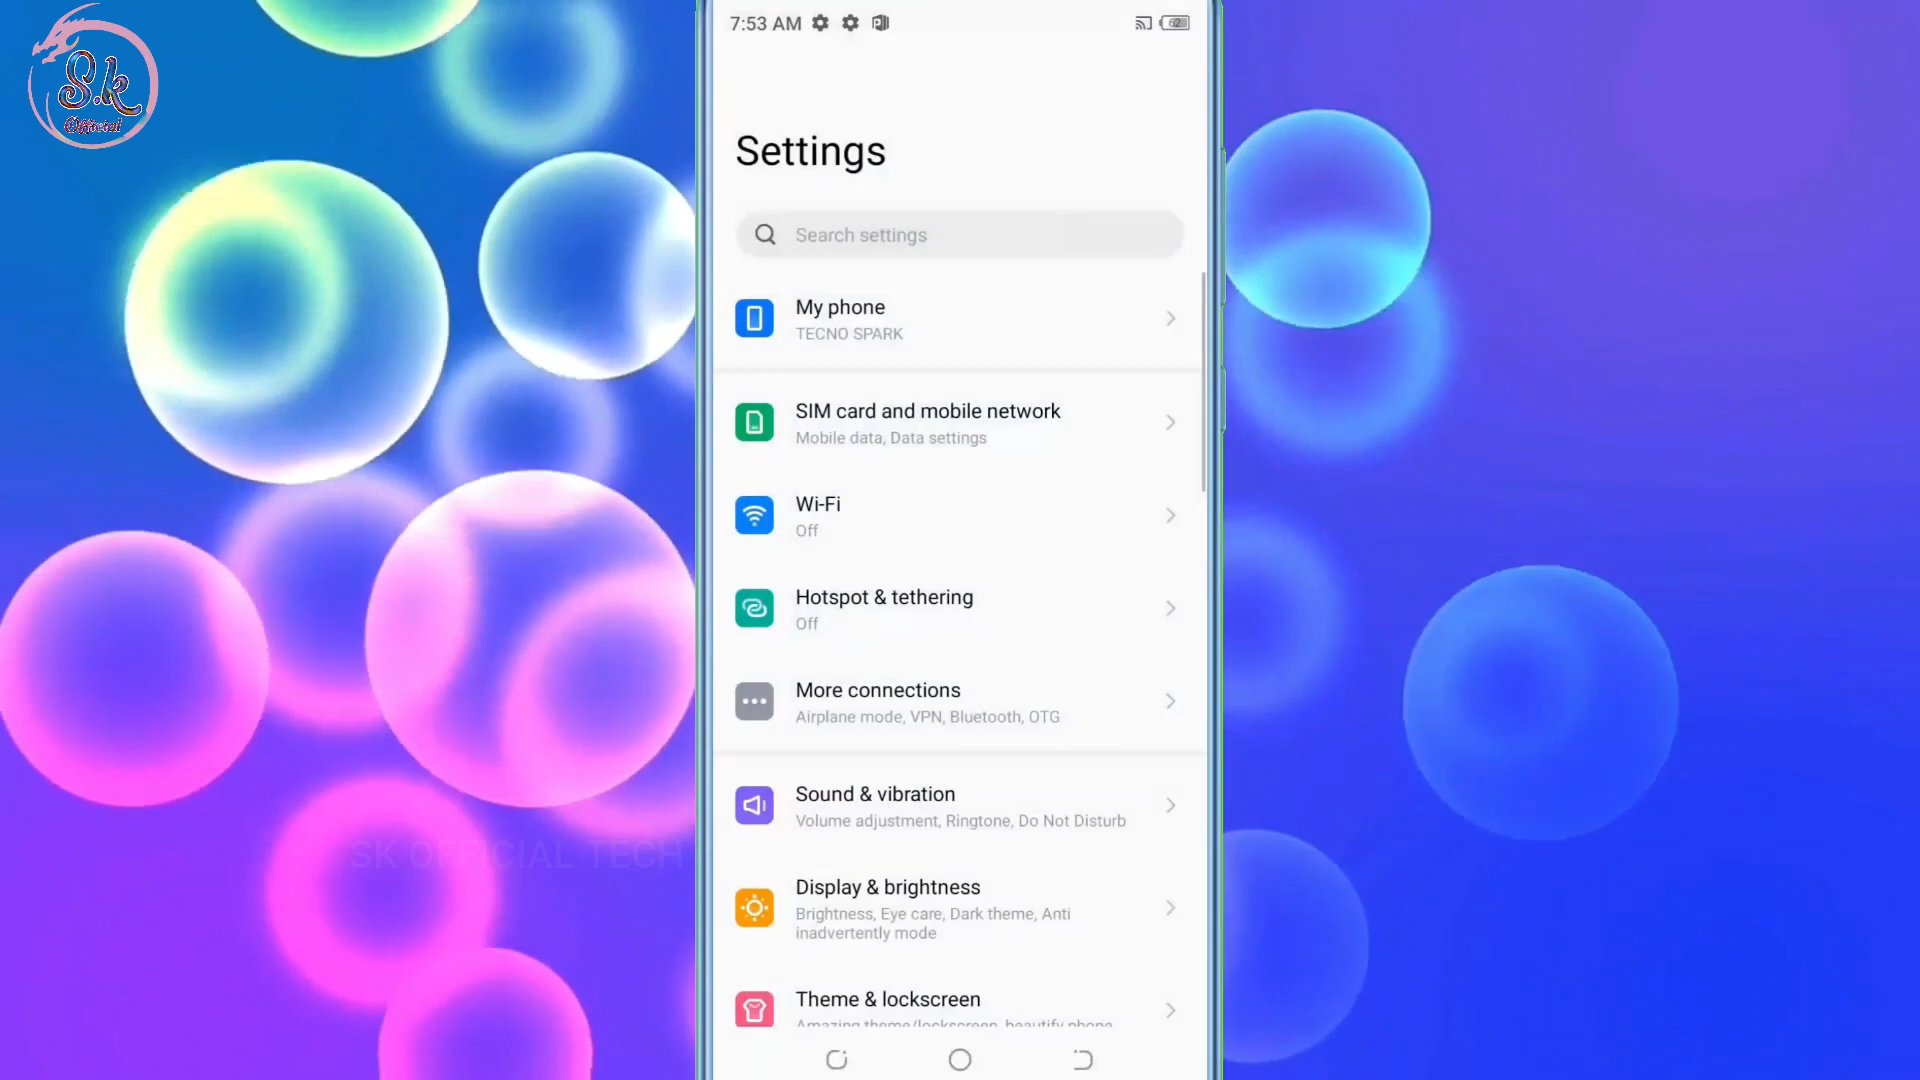 S.k
Official
7:53 AM
62
Settings
Search settings
My phone
TECNO SPARK
SIM card and mobile network
Mobile data, Data settings
Wi-Fi
Off
Hotspot & tethering
Off
More connections
Airplane mode, VPN, Bluetooth, OTG
Sound & vibration
Volume adjustment, Ringtone, Do Not Disturb
SK OFFICIAL TECH
Display & brightness
Brightness, Eye care, Dark theme, Anti
inadvertently mode
Theme & lockscreen
Amazing theme/lockscreen, beautify phone